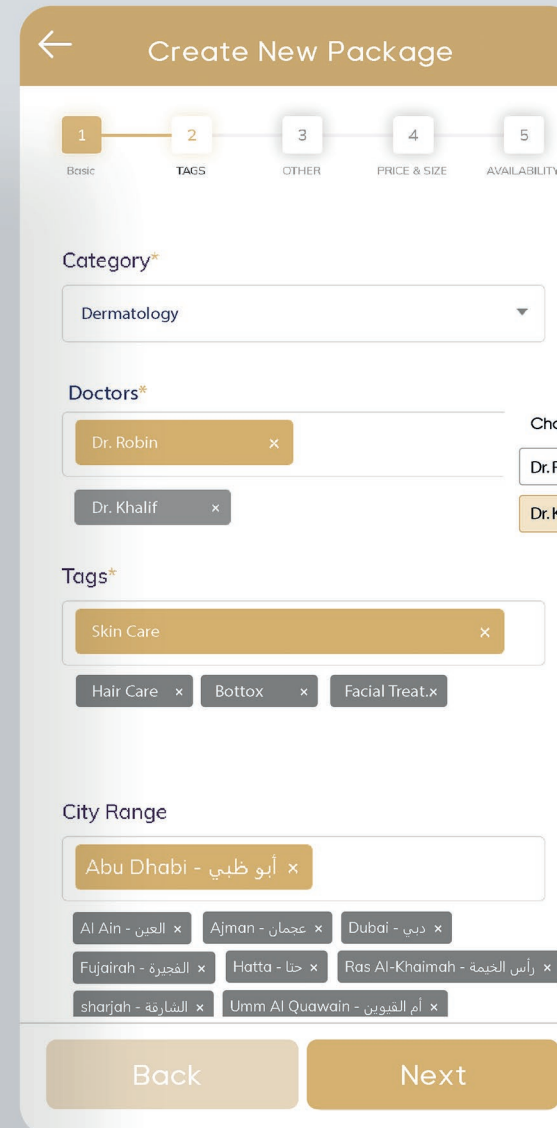 Create New Package
1 2 3 4 5
Basic TAGS OTHER PRICE & SIZE AVAILABILITY
Category*
Dermatology
Doctors*
Dr. Robin ×
Dr. Khalif ×
Tags*
Skin Care ×
Hair Care × Bottox × Facial Treat.×
City Range
Abu Dhabi - أبو ظبي ×
Al Ain - العين × Ajman - عجمان × Dubai - دبي ×
Fujairah - الفجيرة × Hatta - حتا × Ras Al-Khaimah - رأس الخيمة ×
sharjah - الشارقة × Umm Al Quawain - أم القيوين ×
Back Next